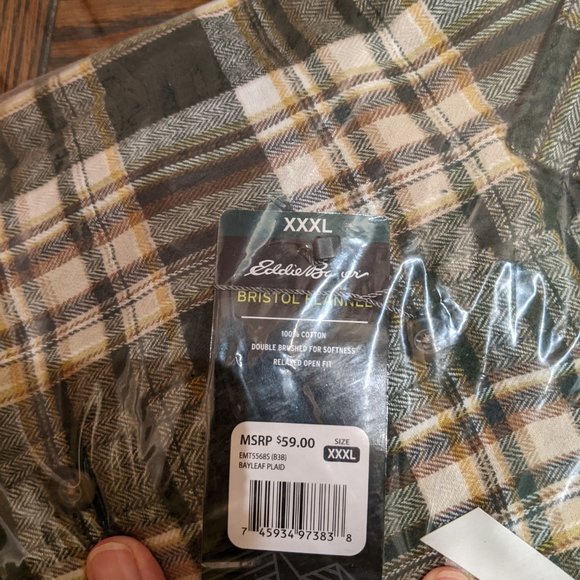 XXXL
Eddie Bauer
BRISTOL FLANNEL
100% COTTON
DOUBLE BRUSHED FOR SOFTNESS
RELAXED OPEN FIT
MSRP $59.00
SIZE
XXXL
EMT5568S (B3B)
BAYLEAF PLAID
7 45934 97383 8